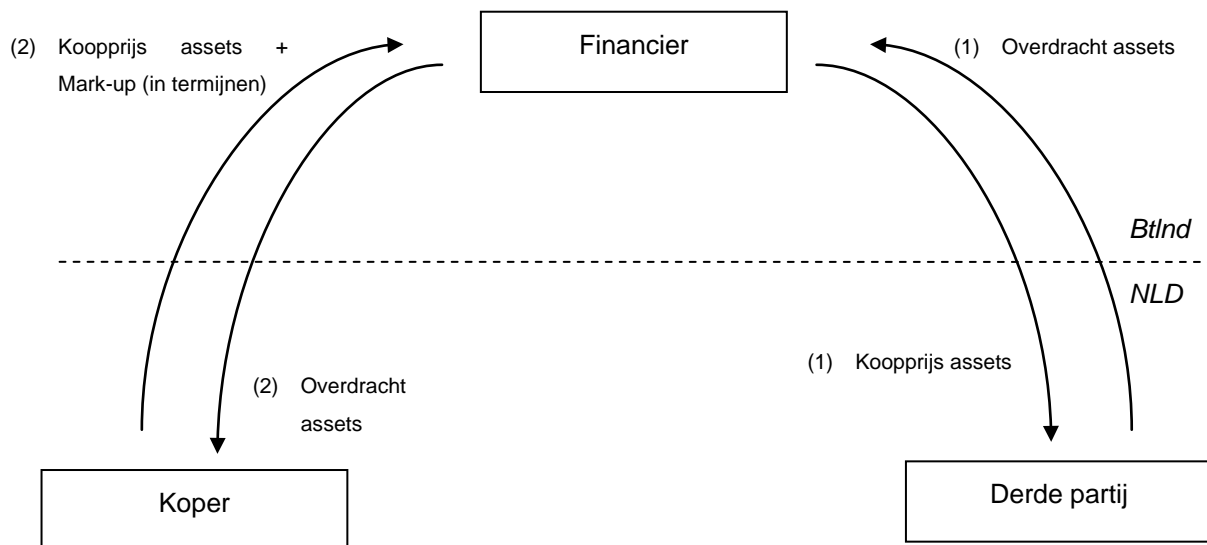 Financier
(2) Koopprijs assets +
Mark-up (in termijnen)
(1) Overdracht assets
Btlnd
NLD
(1) Koopprijs assets
(2) Overdracht
assets
Koper
Derde partij